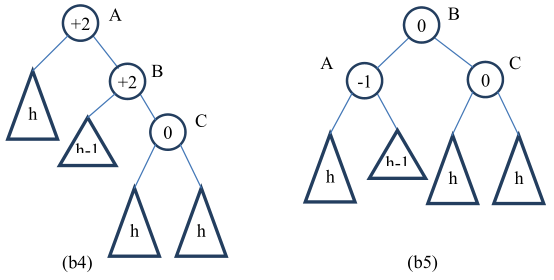 +2 A
+2 B
h
h-1
0 C
h h
(b4)
0 B
A -1
0 C
h h-1 h h
(b5)